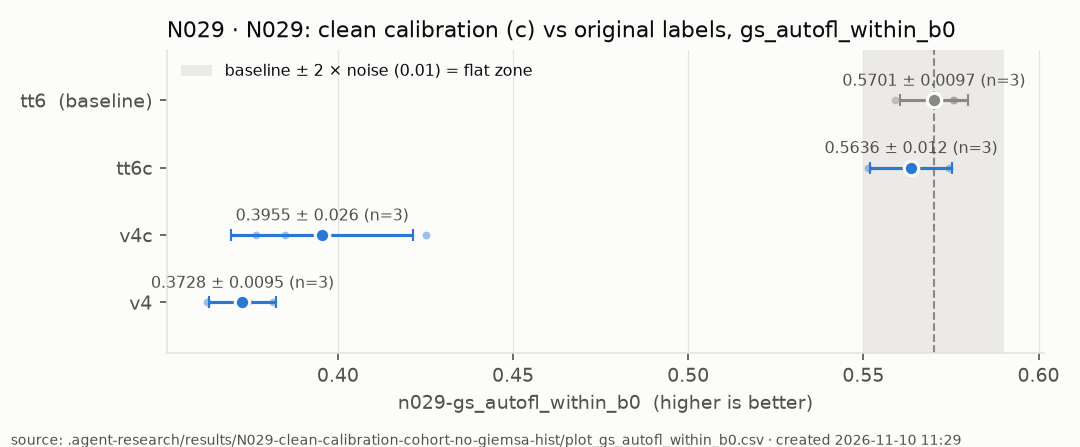 N029 · N029: clean calibration (c) vs original labels, gs_autofl_within_b0
baseline ± 2 × noise (0.01) = flat zone
0.5701 ± 0.0097 (n=3)
tt6 (baseline)
0.5636 ± 0.012 (n=3)
tt6c
0.3955 ± 0.026 (n=3)
v4c
0.3728 ± 0.0095 (n=3)
v4
0.40 0.45 0.50 0.55 0.60
n029-gs_autofl_within_b0 (higher is better)
source: .agent-research/results/N029-clean-calibration-cohort-no-giemsa-hist/plot_gs_autofl_within_b0.csv · created 2026-11-10 11:29